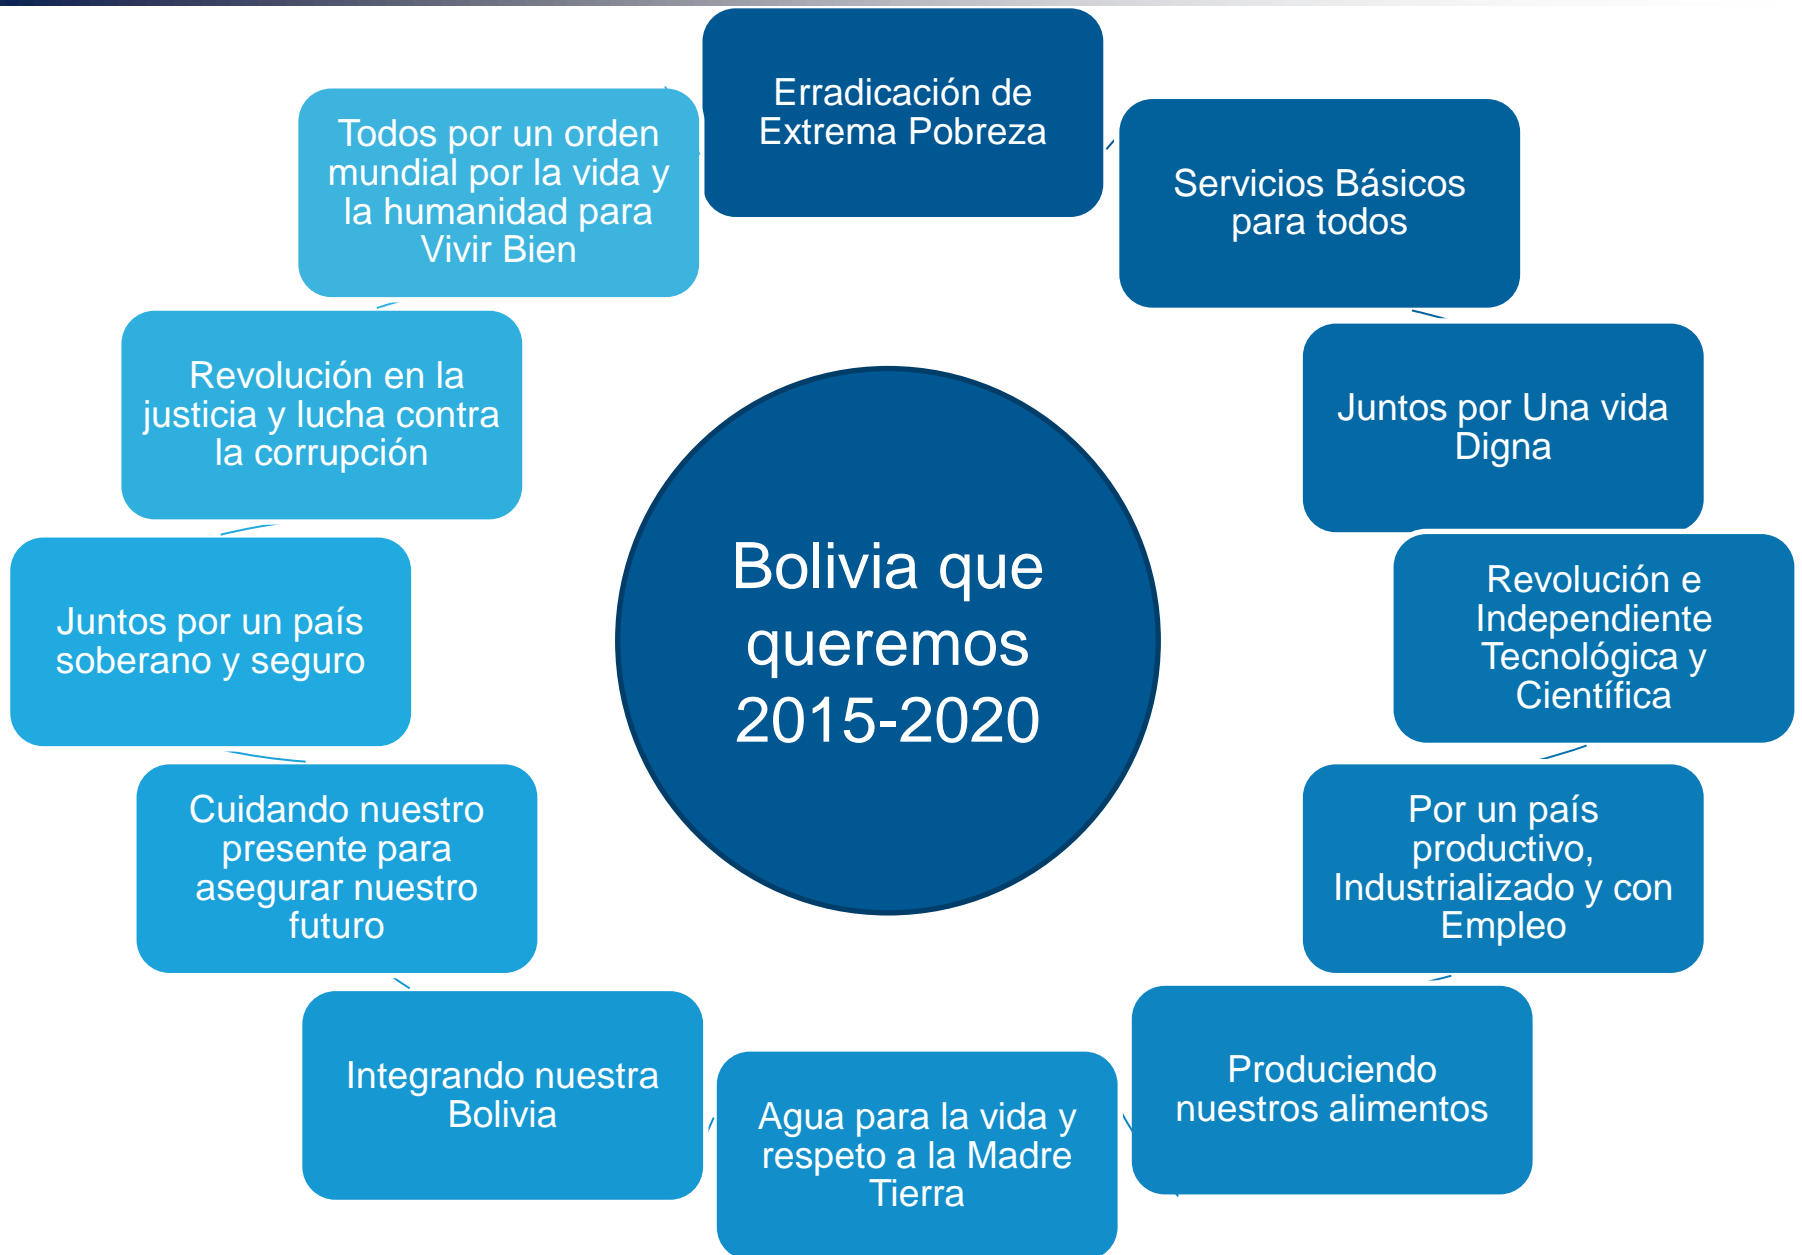 Erradicación de
Extrema Pobreza
Servicios Básicos
para todos
Juntos por Una vida
Digna
Revolución e
Independiente
Tecnológica y
Científica
Por un país
productivo,
Industrializado y con
Empleo
Produciendo
nuestros alimentos
Agua para la vida y
respeto a la Madre
Tierra
Integrando nuestra
Bolivia
Cuidando nuestro
presente para
asegurar nuestro
futuro
Juntos por un país
soberano y seguro
Revolución en la
justicia y lucha contra
la corrupción
Todos por un orden
mundial por la vida y
la humanidad para
Vivir Bien
Bolivia que
queremos
2015-2020